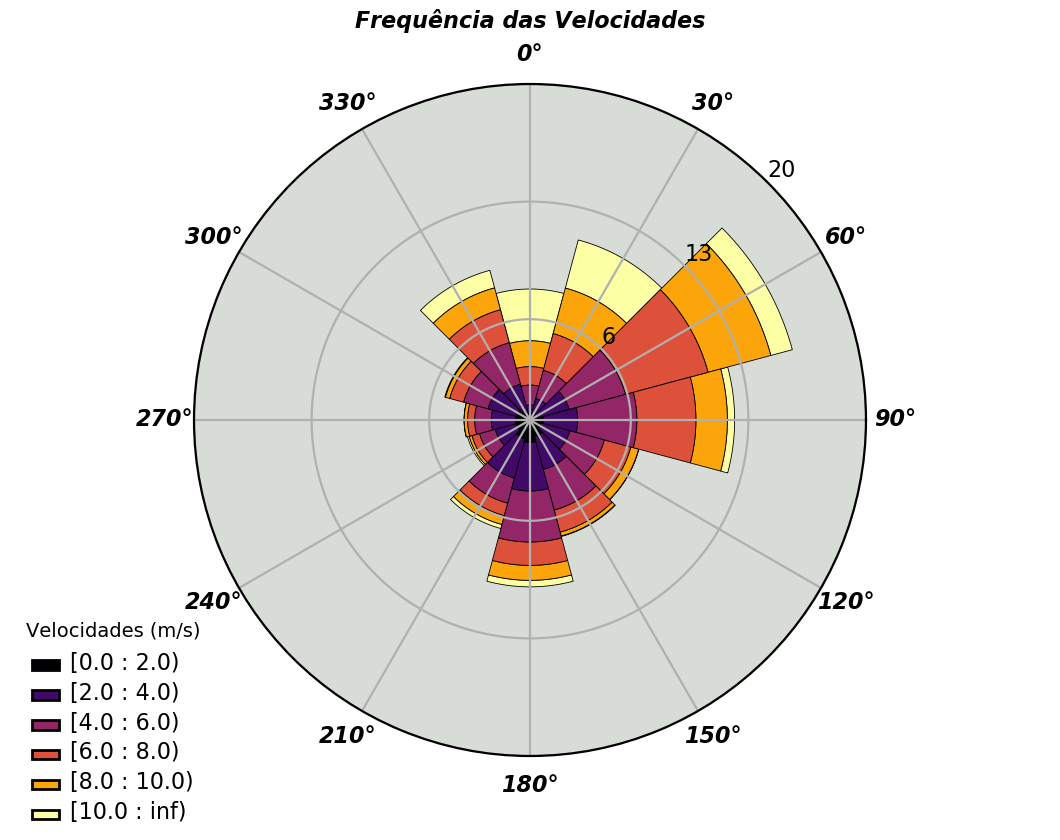 Frequência das Velocidades
0°
330°
30°
20
300°
60°
13
6
270°
90°
240°
120°
Velocidades (m/s)
[0.0 : 2.0)
[2.0 : 4.0)
[4.0 : 6.0)
[6.0 : 8.0)
[8.0 : 10.0)
[10.0 : inf)
210°
150°
180°